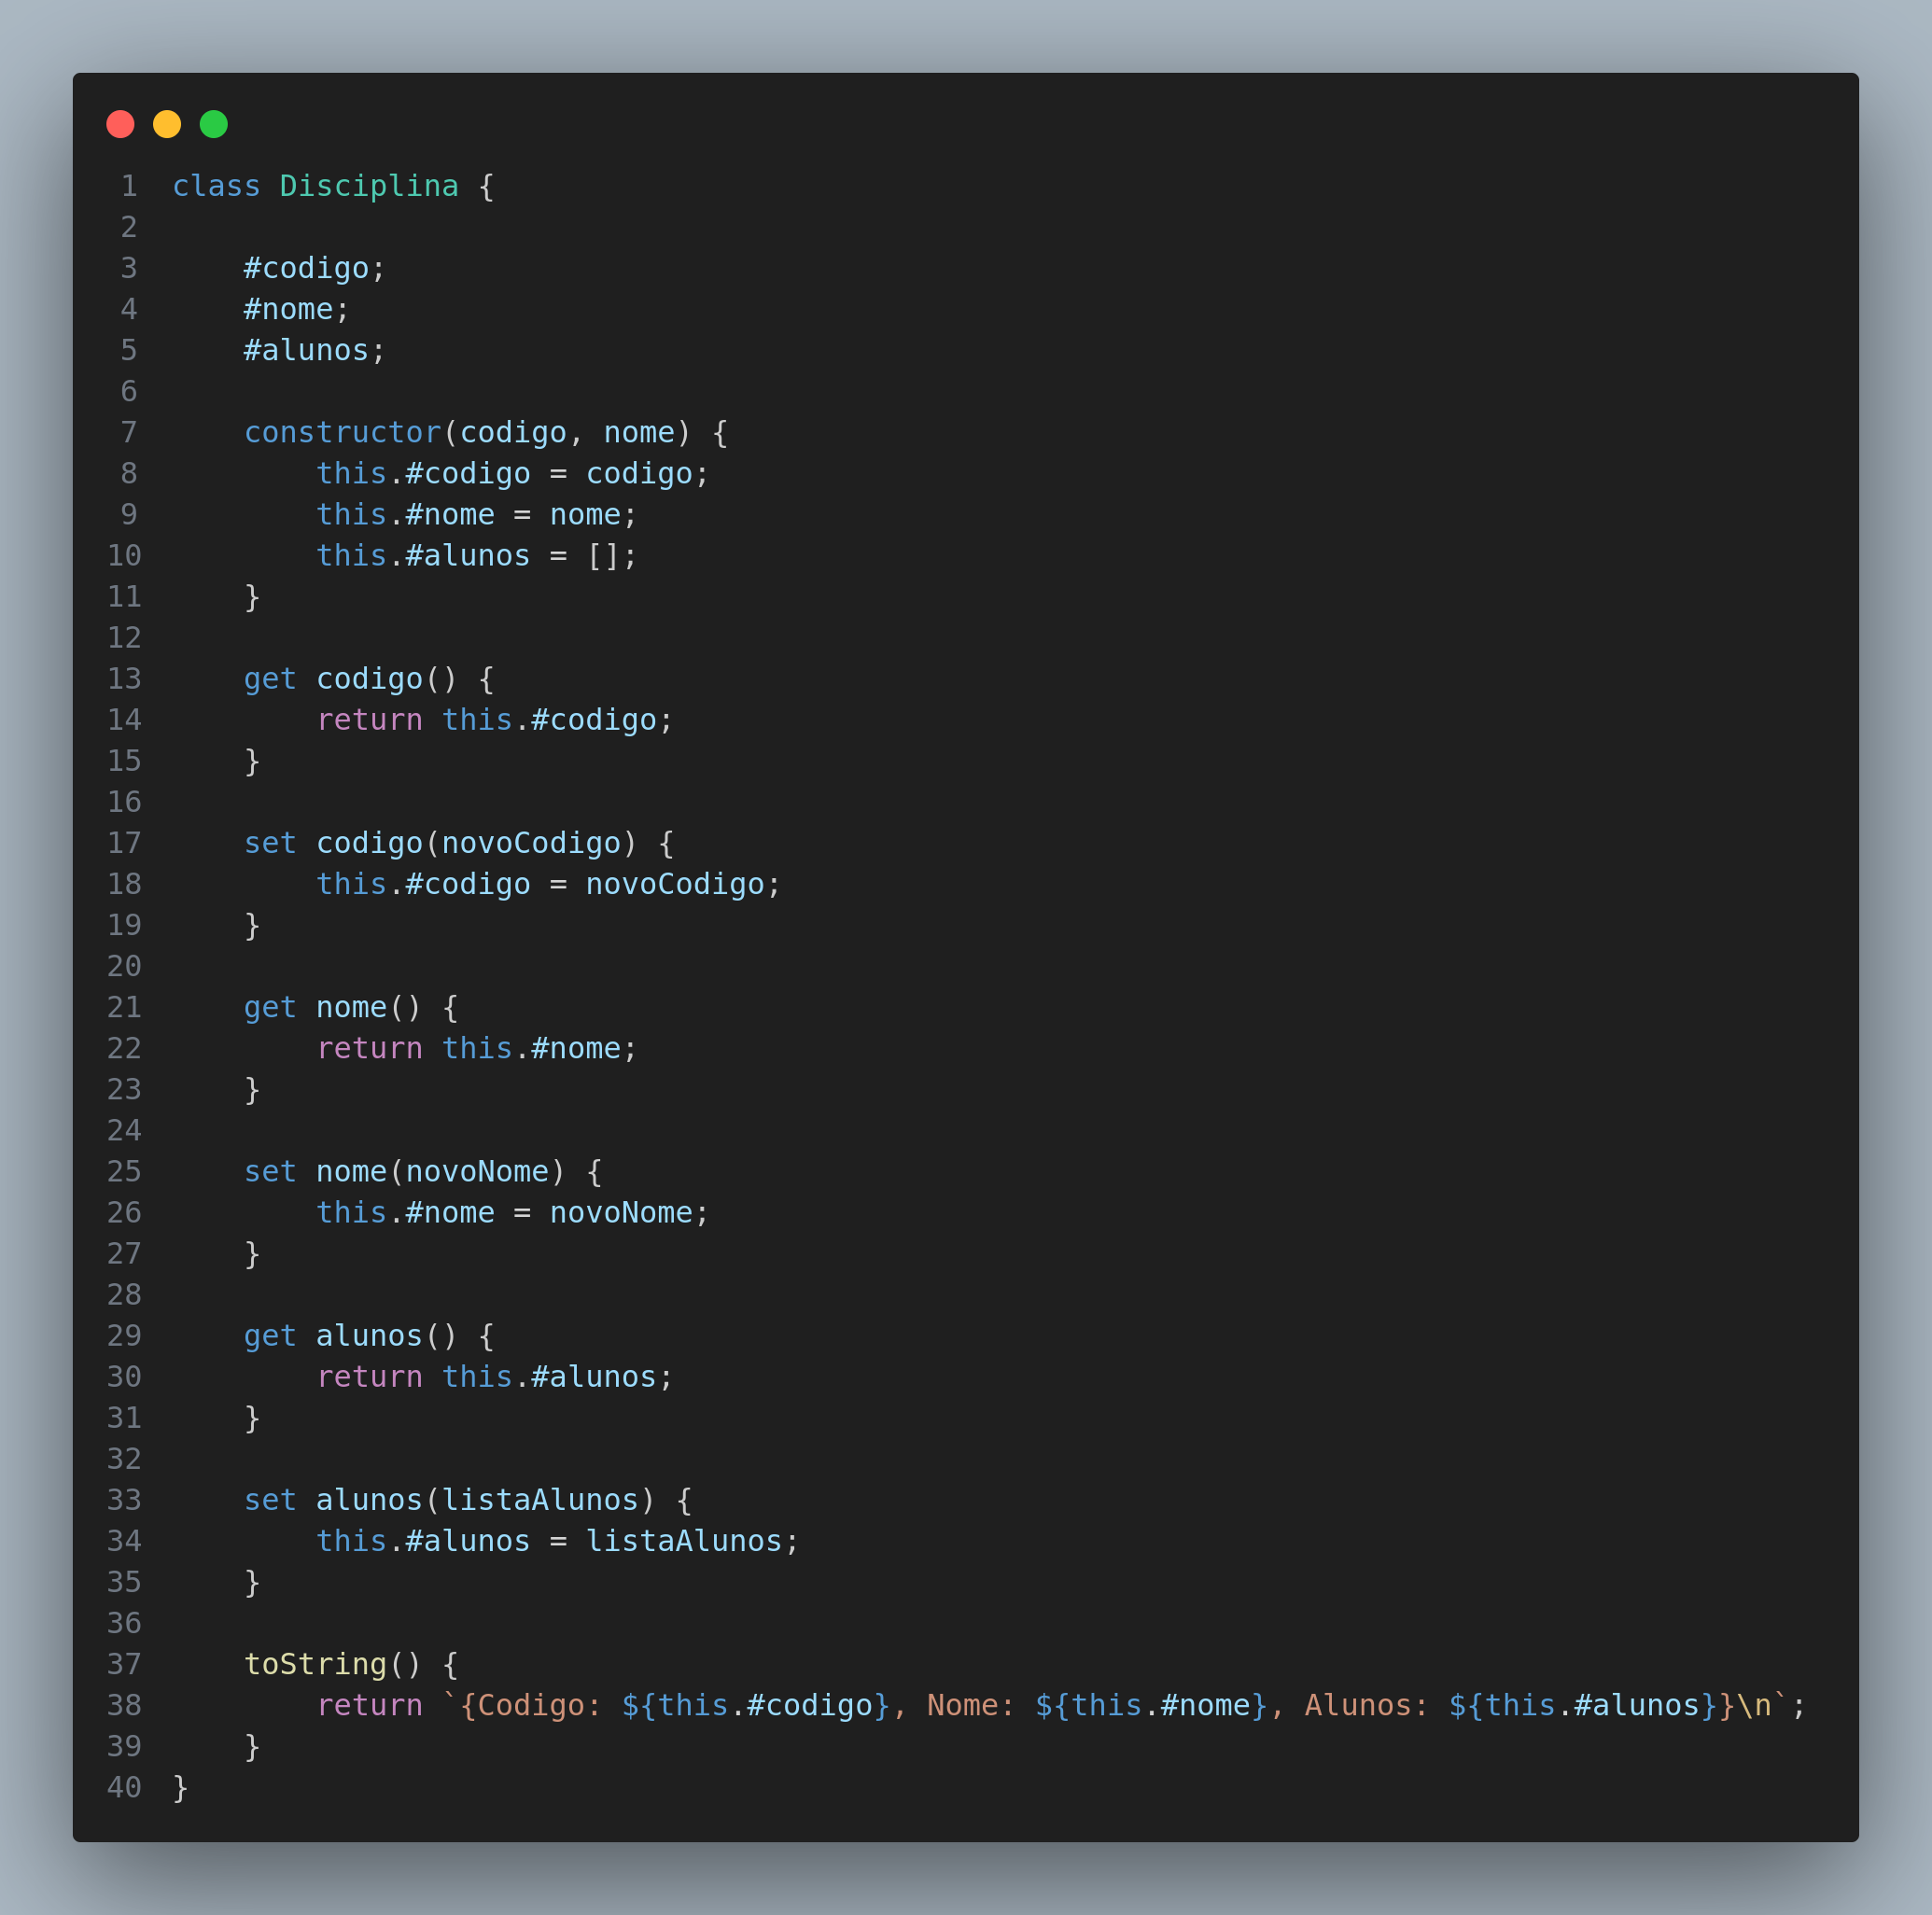 1 class Disciplina {
2
3     #codigo;
4     #nome;
5     #alunos;
6
7     constructor(codigo, nome) {
8         this.#codigo = codigo;
9         this.#nome = nome;
10         this.#alunos = [];
11     }
12
13     get codigo() {
14         return this.#codigo;
15     }
16
17     set codigo(novoCodigo) {
18         this.#codigo = novoCodigo;
19     }
20
21     get nome() {
22         return this.#nome;
23     }
24
25     set nome(novoNome) {
26         this.#nome = novoNome;
27     }
28
29     get alunos() {
30         return this.#alunos;
31     }
32
33     set alunos(listaAlunos) {
34         this.#alunos = listaAlunos;
35     }
36
37     toString() {
38         return `{Codigo: ${this.#codigo}, Nome: ${this.#nome}, Alunos: ${this.#alunos}}\n`;
39     }
40 }